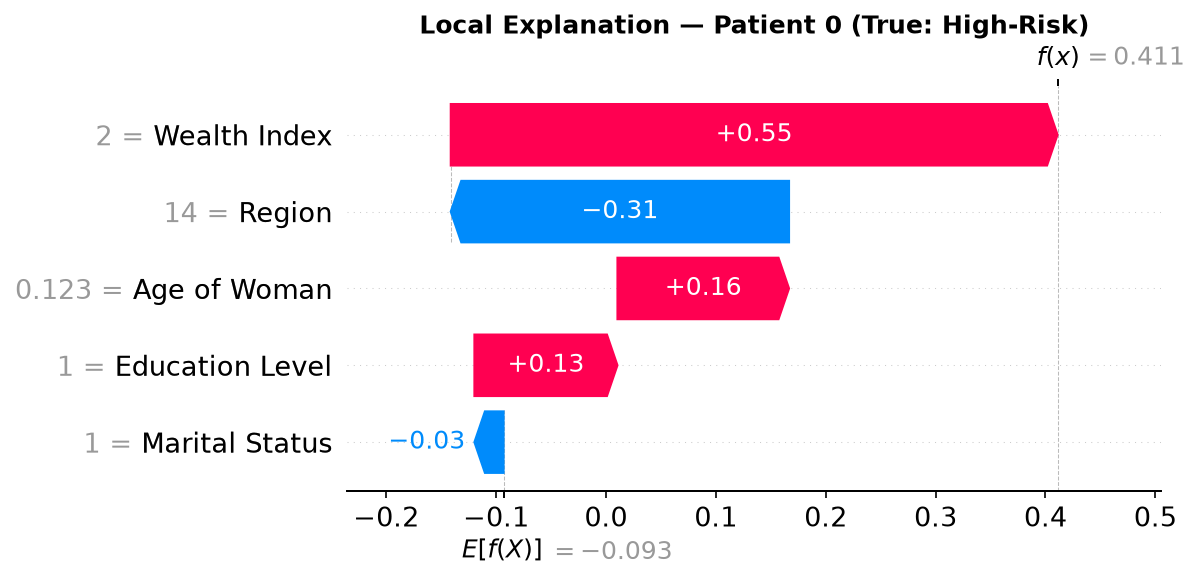 Local Explanation — Patient 0 (True: High-Risk)
f(x) = 0.411
2 = Wealth Index
+0.55
14 = Region
−0.31
0.123 = Age of Woman
+0.16
1 = Education Level
+0.13
1 = Marital Status
−0.03
−0.2 −0.1 0.0 0.1 0.2 0.3 0.4 0.5
E[f(X)] = −0.093